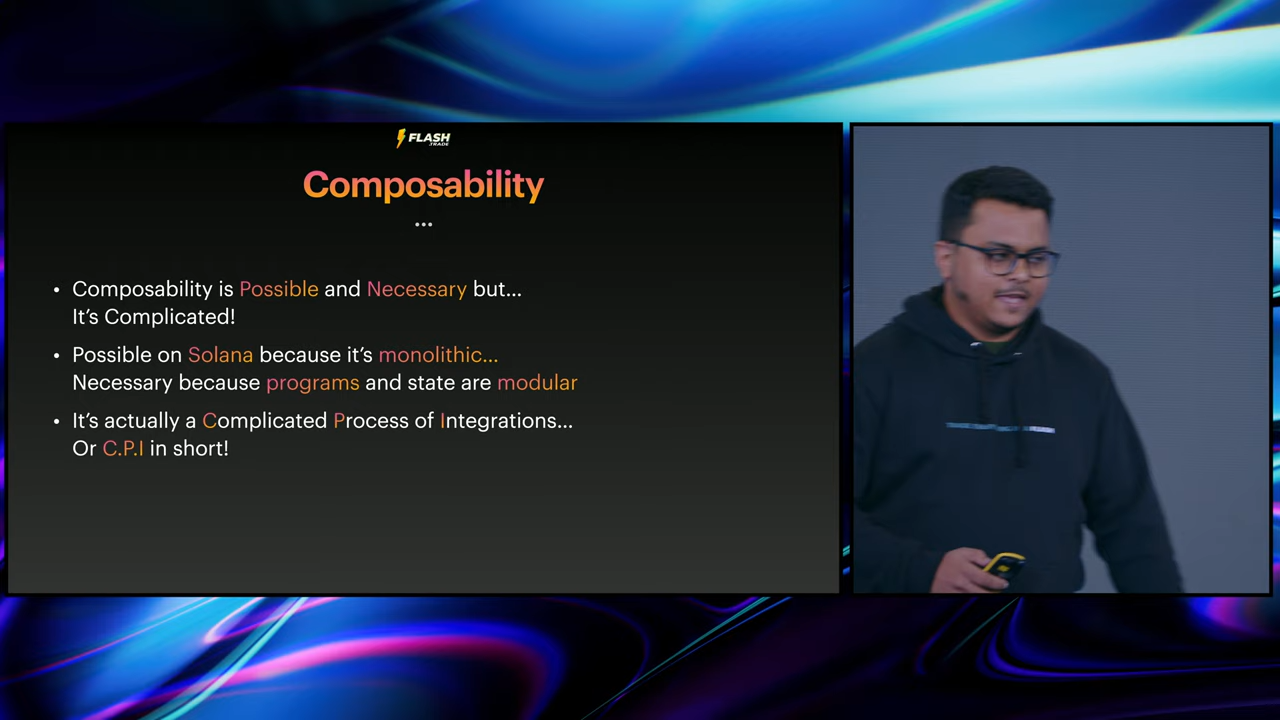 FLASH
.TRADE
Composability
...
• Composability is Possible and Necessary but...
It's Complicated!
• Possible on Solana because it's monolithic...
Necessary because programs and state are modular
• It's actually a Complicated Process of Integrations...
Or C.P.I in short!